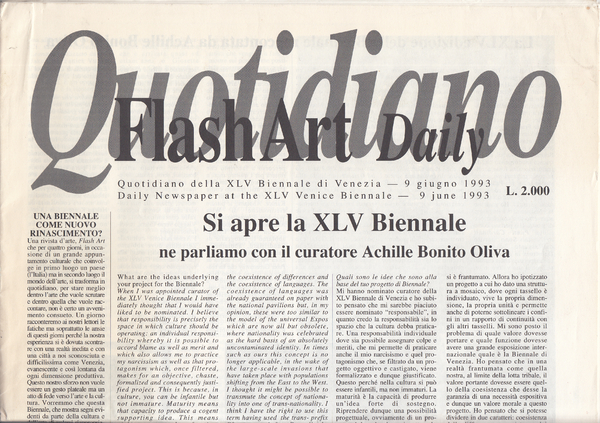 Quotidiano
Flash Art Daily
Quotidiano della XLV Biennale di Venezia — 9 giugno 1993
Daily Newspaper at the XLV Venice Biennale — 9 june 1993
L. 2.000
Si apre la XLV Biennale
ne parliamo con il curatore Achille Bonito Oliva
UNA BIENNALE
COME NUOVO
RINASCIMENTO?
Una rivista d'arte, Flash Art
che per quattro giorni, in occa-
sione di un grande appun-
tamento culturale che coinvol-
ge in primo luogo un paese
(l'Italia) ma in secondo luogo il
mondo dell'arte, si trasforma in
quotidiano, per stare meglio
dentro l'arte che vuole scrutare
e dentro quella che vuole rac-
contare, non è certo un avveni-
mento consueto. Un giorno
racconteremo ai nostri lettori le
fatiche ma soprattutto le ansie
di questi giorni perché la nostra
esperienza si è dovuta scontra-
re con una realtà inedita e con
una città a noi sconosciuta e
difficilissima come Venezia,
evanescente e così lontana da
ogni dimensione produttiva.
Questo nostro sforzo non vuole
essere un gesto plateale ma un
atto di fede verso l'arte e la cul-
tura. Vorremmo che questa
Biennale, che mostra segni evi-
denti da parte della cultura e
What are the ideas underlying
your project for the Biennale?
When I was appointed curator of
the XLV Venice Biennale I imme-
diately thought that I would have
liked to be nominated. I believe
that responsibility is precisely the
space in which culture should be
operating; an individual responsi-
bility whereby it is possible to
accord blame as well as merit and
which also allows me to practice
my narcissism as well as that pro-
tagonism which, once filtered,
makes for an objective, chaste,
formalized and consequently justi-
fied project. This is because, in
culture, you can be infantile but
not immature. Maturity means
that capacity to produce a cogent
supporting idea. This means
the coexistence of differences and
the coexistence of languages. The
coexistence of languages was
already guaranteed on paper with
the national pavilions but, in my
opinion, these were too similar to
the model of the universal Expos
which are now all but obsolete,
where nationality was celebrated
as the hard basis of an absolutely
uncontaminated identity. In times
such as ours this concept is no
longer applicable, in the wake of
the large-scale invasions that
have taken place with populations
shifting from the East to the West.
I thought it might be possible to
transmute the concept of nationa-
lity into one of trans-nationality. I
think I have the right to use this
term having used the trans- prefix
Quali sono le idee che sono alla
base del tuo progetto di Biennale?
Mi hanno nominato curatore della
XLV Biennale di Venezia e ho subi-
to pensato che mi sarebbe piaciuto
essere nominato "responsabile", in
quanto credo la responsabilità sia lo
spazio che la cultura debba pratica-
re. Una responsabilità individuale
dove sia possibile assegnare colpe e
meriti, che mi permette di praticare
anche il mio narcisismo e quel prota-
gonismo che, se filtrato da un pro-
getto oggettivo e castigato, viene
formalizzato e dunque giustificato.
Questo perché nella cultura si può
essere infantili, ma non immaturi. La
maturità è la capacità di produrre
un'idea forte di sostegno.
Riprendere dunque una possibilità
progettuale, ovviamente di un pro-
si è frantumato. Allora ho ipotizzato
un progetto a cui ho dato una struttu-
ra a mosaico, dove ogni tassello è
individuo, vive la propria dimen-
sione, la propria unità e permette
anche di poterne sottolineare i confi-
ni in un rapporto di continuità con
gli altri tasselli. Mi sono posto il
problema di quale valore dovesse
portare e quale funzione dovesse
avere una grande esposizione inter-
nazionale quale è la Biennale di
Venezia. Ho pensato che in una
realtà frantumata come quella
nostra, al limite della lotta tribale, il
valore portante dovesse essere quel-
lo della coesistenza che desse la
garanzia di una necessità espositiva
e dunque un valore morale a questo
progetto. Ho pensato che si potesse
dividere in due caratteri: coesistenza